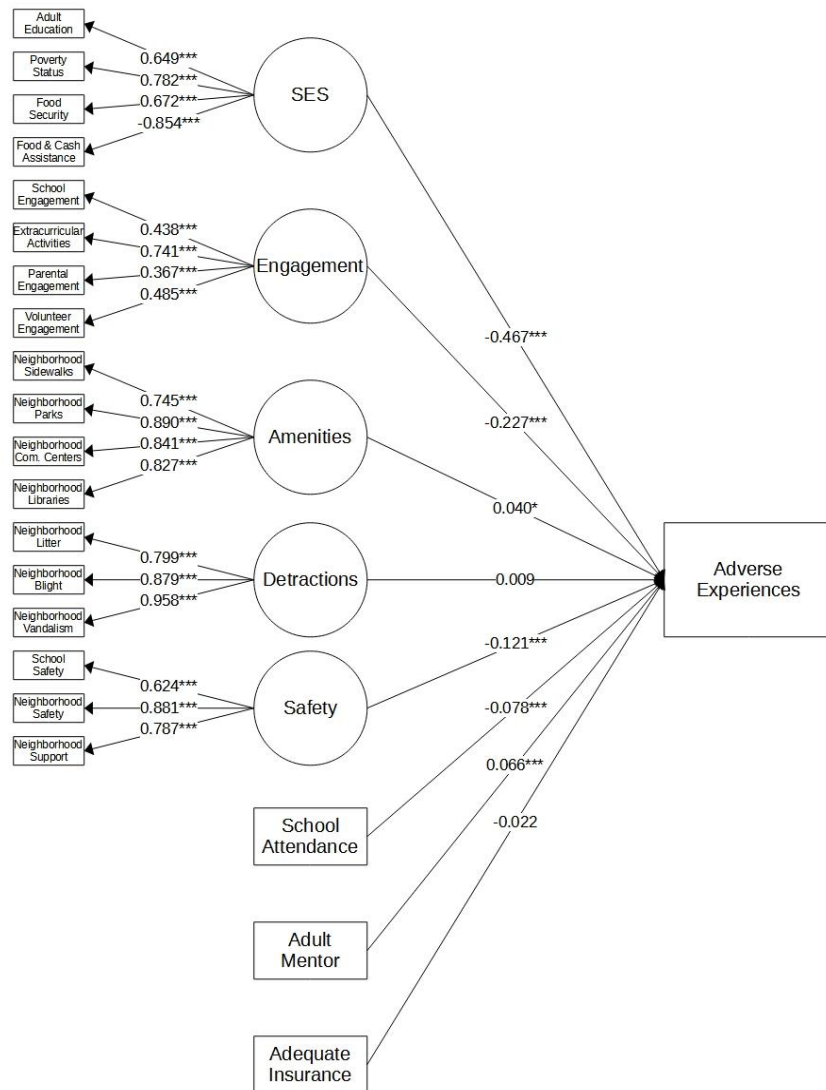 Adult
Education
0.649***
Poverty
Status
0.782***
Food
Security
0.672***
Food & Cash
Assistance
-0.854***
SES
-0.467***
School
Engagement
0.438***
Extracurricular
Activities
0.741***
Parental
Engagement
0.367***
Volunteer
Engagement
0.485***
Engagement
-0.227***
Neighborhood
Sidewalks
0.745***
Neighborhood
Parks
0.890***
Neighborhood
Com. Centers
0.841***
Neighborhood
Libraries
0.827***
Amenities
0.040*
Neighborhood
Litter
0.799***
Neighborhood
Blight
0.879***
Neighborhood
Vandalism
0.958***
Detractions
-0.009
School
Safety
0.624***
Neighborhood
Safety
0.881***
Neighborhood
Support
0.787***
Safety
-0.121***
School
Attendance
-0.078***
Adult
Mentor
0.066***
Adequate
Insurance
-0.022
Adverse
Experiences